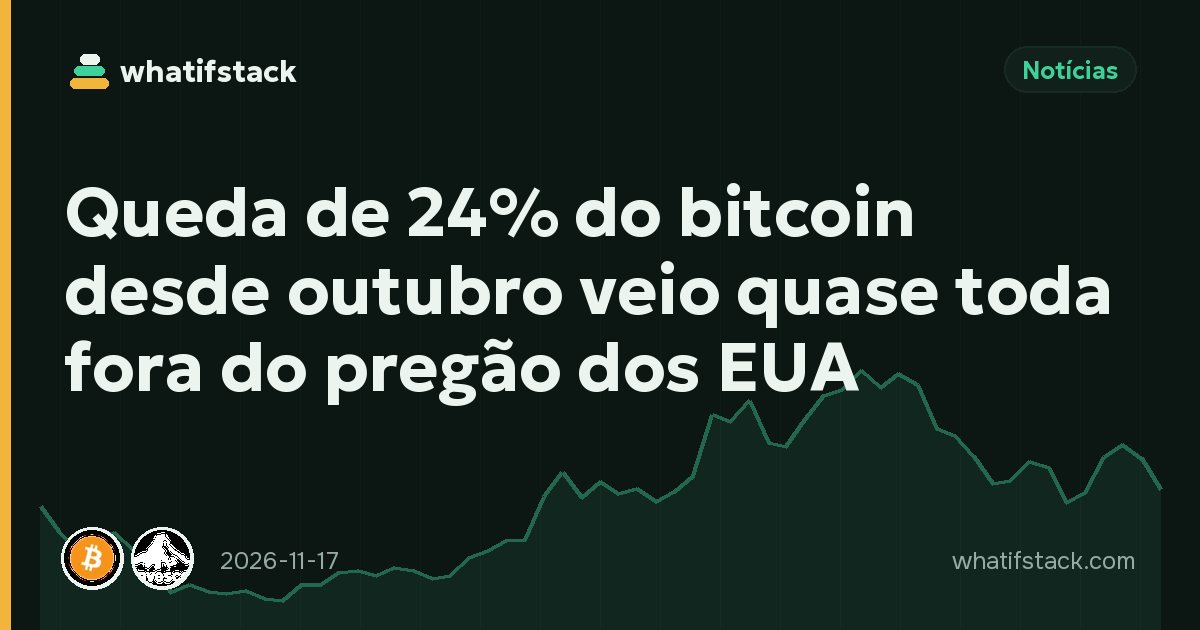 whatifstack
Notícias
Queda de 24% do bitcoin
desde outubro veio quase toda
fora do pregão dos EUA
2026-11-17
whatifstack.com